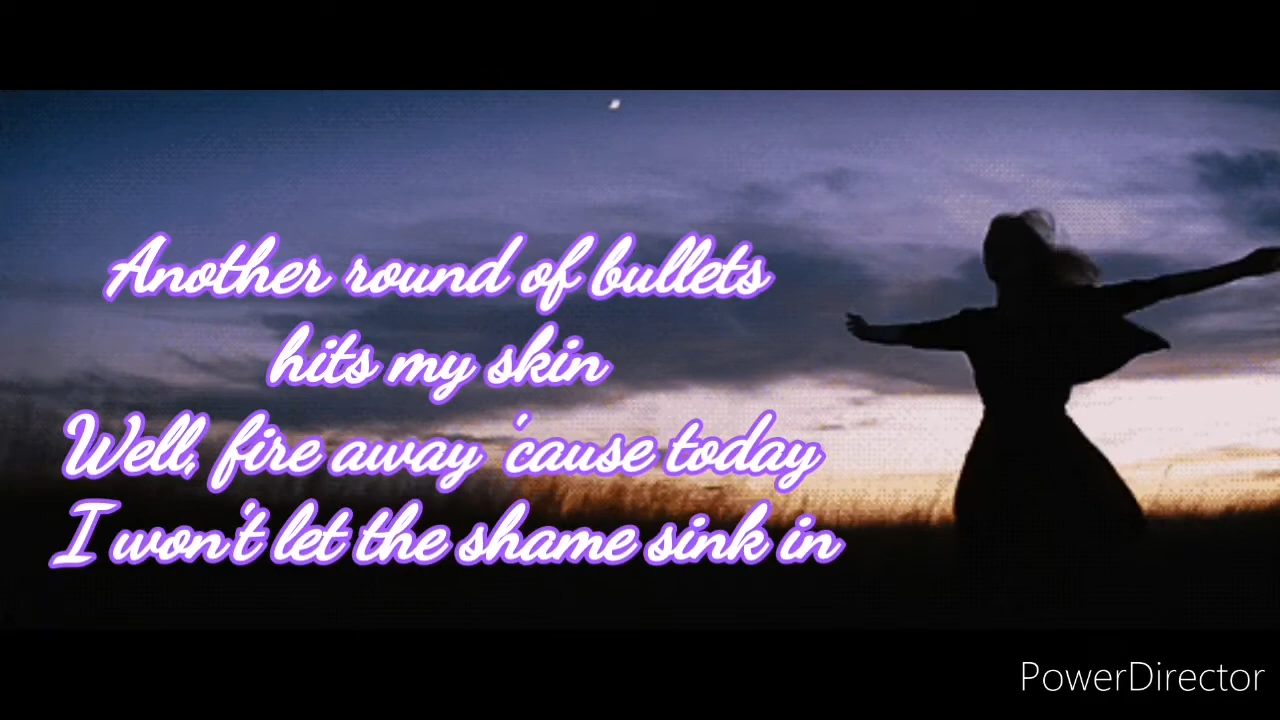 Another round of bullets
hits my skin
Well, fire away 'cause today
I won't let the shame sink in
PowerDirector